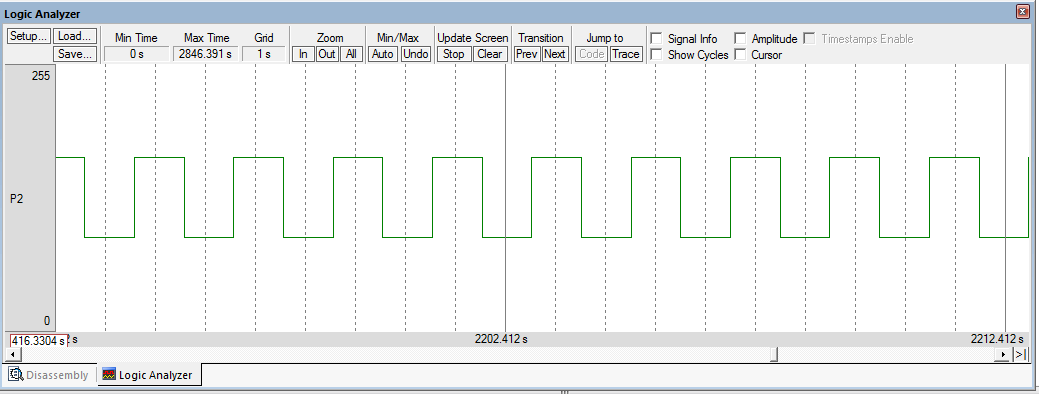 Logic Analyzer
Setup... Load... Min Time Max Time Grid Zoom Min/Max Update Screen Transition Jump to Signal Info Amplitude Timestamps Enable
Save... 0 s 2846.391 s 1 s In Out All Auto Undo Stop Clear Prev Next Code Trace Show Cycles Cursor
255
P2
0
416.3304 s 2 s 2202.412 s 2212.412 s
>|
Disassembly Logic Analyzer